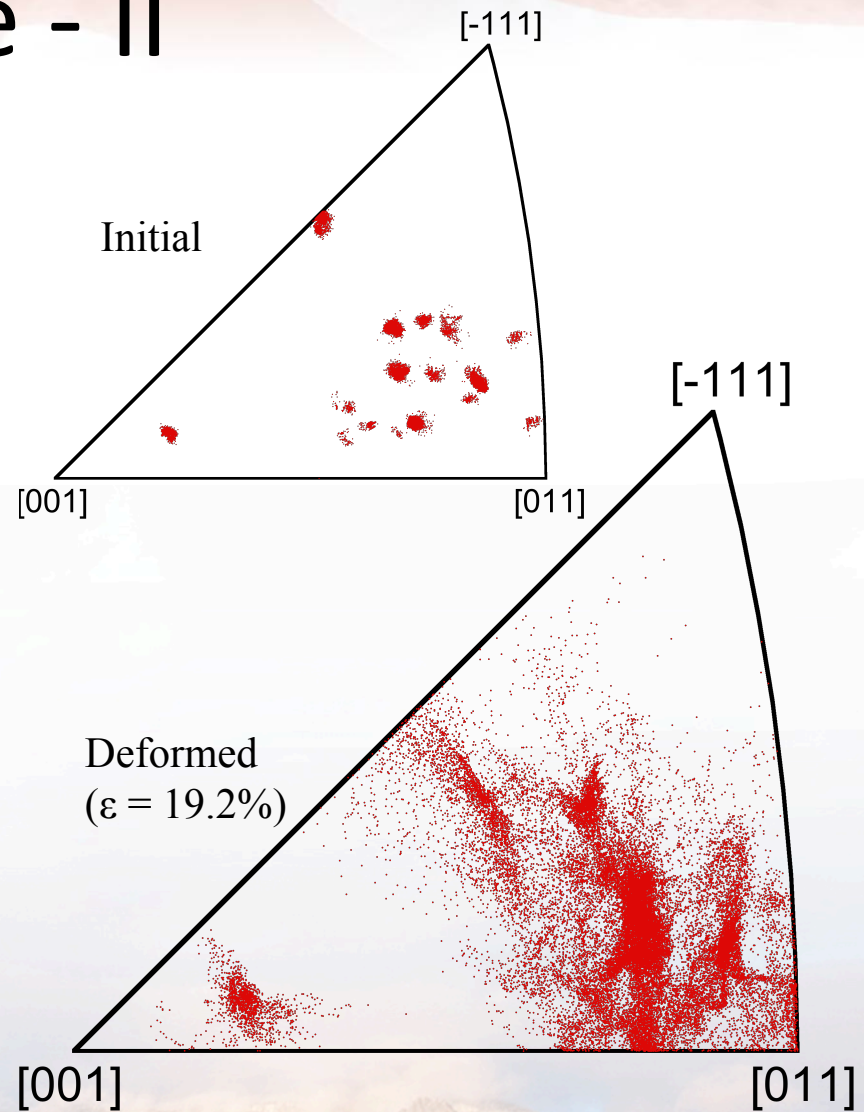 e - II
[-111]
Initial
[001]
[011]
[-111]
Deformed
(ε = 19.2%)
[001]
[011]